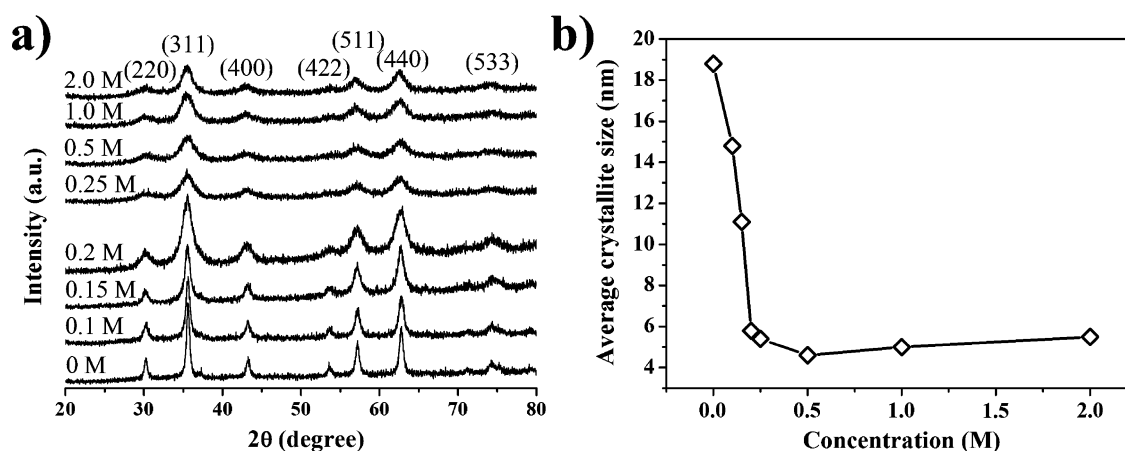 a)
(220)
(311)
(400)
(422)
(511)
(440)
(533)
2.0 M
1.0 M
0.5 M
0.25 M
0.2 M
0.15 M
0.1 M
0 M
Intensity (a.u.)
20 30 40 50 60 70 80
2θ (degree)
b)
20
18
16
14
12
10
8
6
4
Average crystallite size (nm)
0.0 0.5 1.0 1.5 2.0
Concentration (M)